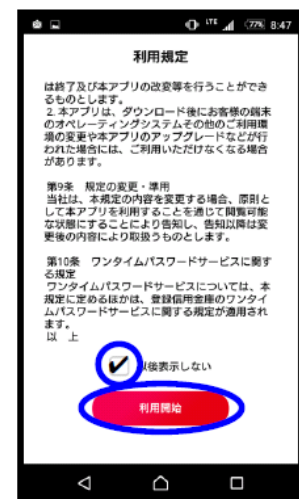 LTE 77% 8:47
利用規定
は終了及び本アプリの改変等を行うことができ
るものとします。
2.本アプリは、ダウンロード後にお客様の端末
のオペレーティングシステムその他のご利用環
境の変更や本アプリのアップグレードなどが行
われた場合には、ご利用いただけなくなる場合
があります。
第9条 規定の変更・準用
当社は、本規定の内容を変更する場合、原則と
して本アプリを利用することを通じて閲覧可能
な状態にすることにより告知し、告知以降は変
更後の内容により取扱うものとします。
第10条 ワンタイムパスワードサービスに関す
る規定
ワンタイムパスワードサービスについては、本
規定に定めるほかは、登録信用金庫のワンタイ
ムパスワードサービスに関する規定が適用され
ます。
以 上
以後表示しない
利用開始